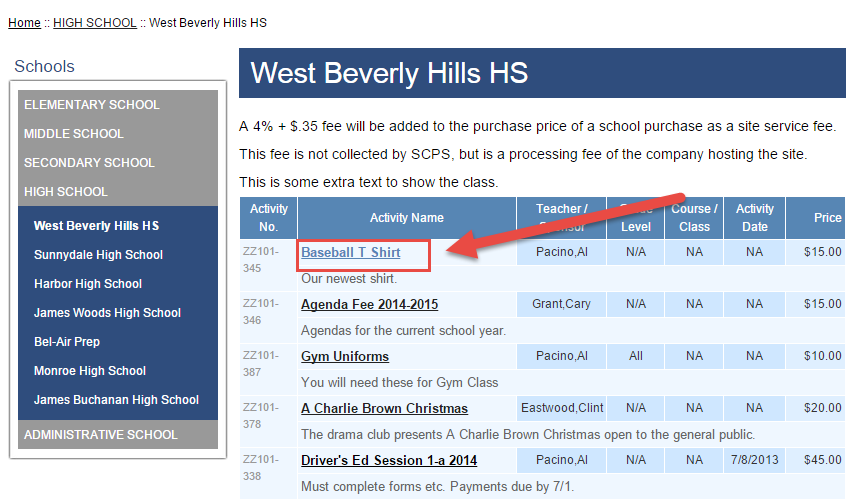 Home :: HIGH SCHOOL :: West Beverly Hills HS
Schools
ELEMENTARY SCHOOL
MIDDLE SCHOOL
SECONDARY SCHOOL
HIGH SCHOOL
West Beverly Hills HS
Sunnydale High School
Harbor High School
James Woods High School
Bel-Air Prep
Monroe High School
James Buchanan High School
ADMINISTRATIVE SCHOOL
West Beverly Hills HS
A 4% + $.35 fee will be added to the purchase price of a school purchase as a site service fee.
This fee is not collected by SCPS, but is a processing fee of the company hosting the site.
This is some extra text to show the class.
Activity No. Activity Name Teacher / Level Course / Class Activity Date Price
ZZ101-345 Baseball T Shirt Pacino,Al N/A NA NA $15.00
Our newest shirt.
ZZ101-346 Agenda Fee 2014-2015 Grant,Cary N/A NA NA $15.00
Agendas for the current school year.
ZZ101-387 Gym Uniforms Pacino,Al All NA NA $10.00
You will need these for Gym Class
ZZ101-378 A Charlie Brown Christmas Eastwood,Clint N/A NA NA $20.00
The drama club presents A Charlie Brown Christmas open to the general public.
ZZ101-338 Driver's Ed Session 1-a 2014 Pacino,Al N/A NA 7/8/2013 $45.00
Must complete forms etc. Payments due by 7/1.